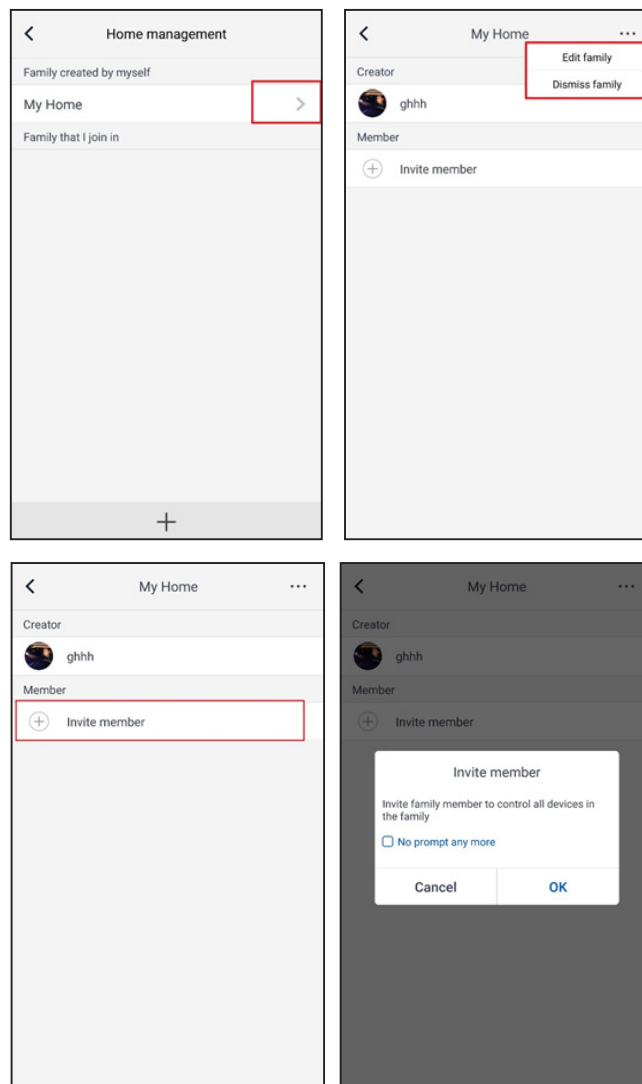 Home management
Family created by myself
My Home
Family that I join in
My Home
Edit family
Dismiss family
Creator
ghhh
Member
Invite member
My Home
Creator
ghhh
Member
Invite member
My Home
Creator
ghhh
Member
Invite member
Invite member
Invite family member to control all devices in
the family
No prompt any more
Cancel OK